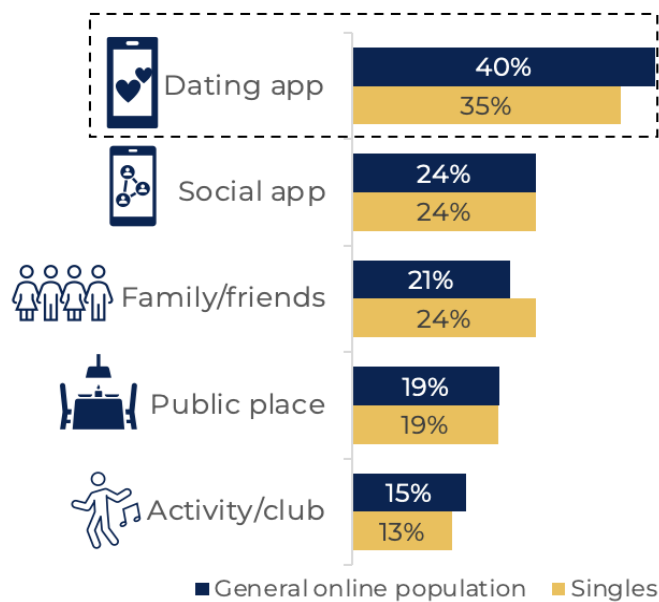 Dating app
40%
35%
Social app
24%
24%
Family/friends
21%
24%
Public place
19%
19%
Activity/club
15%
13%
General online population Singles